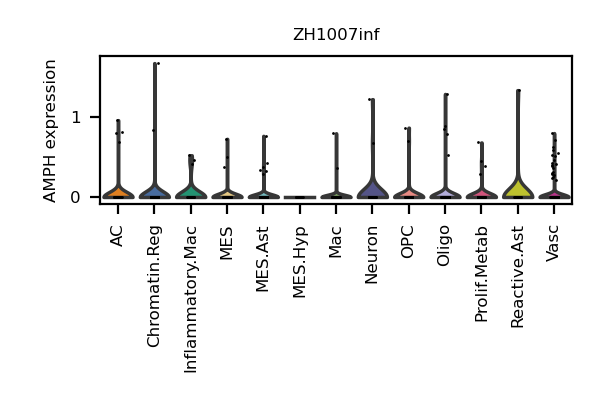 ZH1007inf
AMPH expression
1
0
AC
Chromatin.Reg
Inflammatory.Mac
MES
MES.Ast
MES.Hyp
Mac
Neuron
OPC
Oligo
Prolif.Metab
Reactive.Ast
Vasc